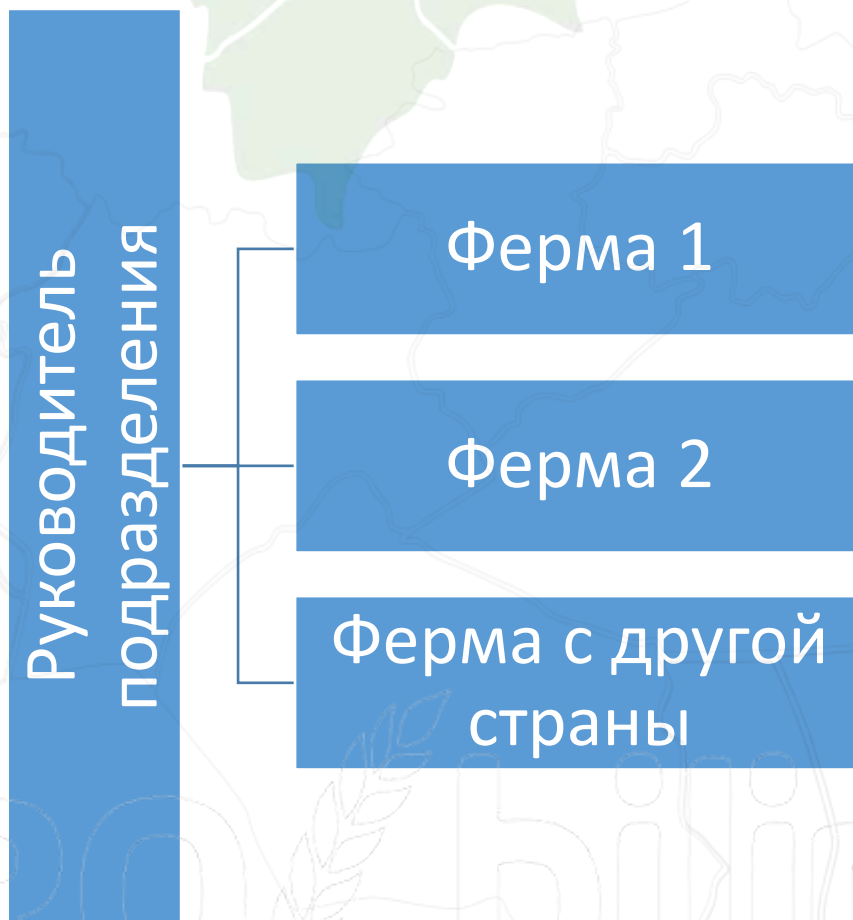 Руководитель
подразделения
Ферма 1
Ферма 2
Ферма с другой
страны